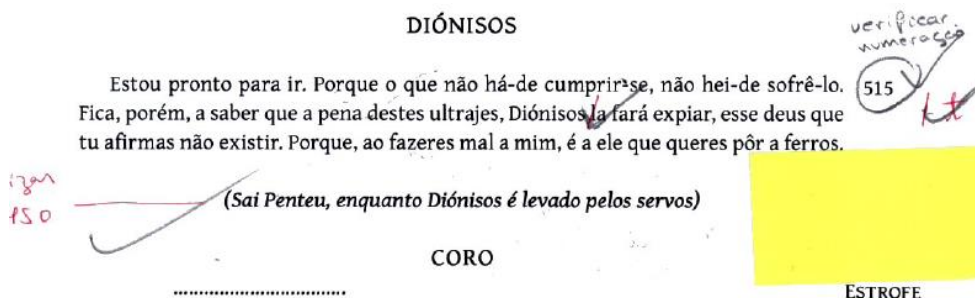 DIÓNISOS
verificar
numeração
Estou pronto para ir. Porque o que não há-de cumprir-se, não hei-de sofrê-lo. 515
Fica, porém, a saber que a pena destes ultrajes, Diónisos la fará expiar, esse deus que
tu afirmas não existir. Porque, ao fazeres mal a mim, é a ele que queres pôr a ferros.
(Sai Penteu, enquanto Diónisos é levado pelos servos)
CORO
.................................
ESTROFE